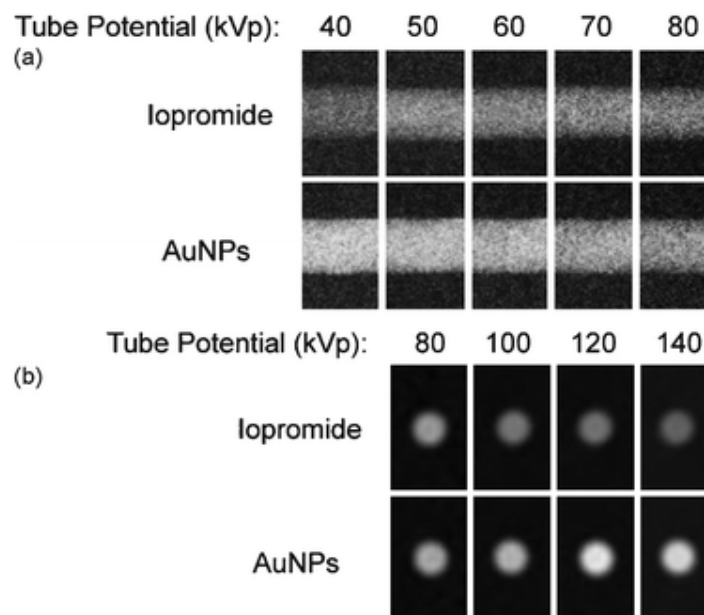 Tube Potential (kVp): 40 50 60 70 80
(a)
Iopromide
AuNPs
Tube Potential (kVp): 80 100 120 140
(b)
Iopromide
AuNPs